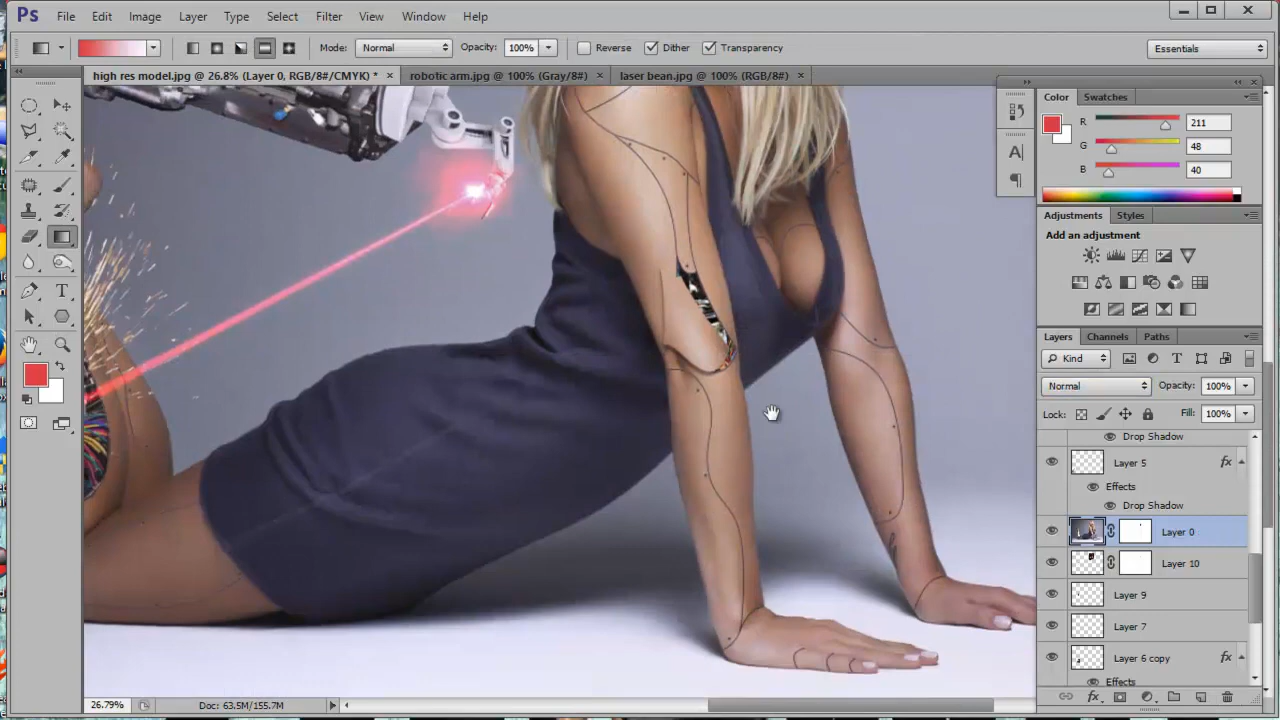 Ps File Edit Image Layer Type Select Filter View Window Help
Mode: Normal Opacity: 100% Reverse Dither Transparency Essentials
high res model.jpg @ 26.8% (Layer 0, RGB/8#/CMYK) * × robotic arm.jpg @ 100% (Gray/8#) × laser bean.jpg @ 100% (RGB/8#) ×
Color Swatches
R 211
G 48
B 40
Adjustments Styles
Add an adjustment
Layers Channels Paths
Kind
Normal Opacity: 100%
Lock: Fill: 100%
Drop Shadow
Layer 5 fx
Effects
Drop Shadow
Layer 0
Layer 10
Layer 9
Layer 7
Layer 6 copy fx
Effects
26.79% Doc: 63.5M/155.7M